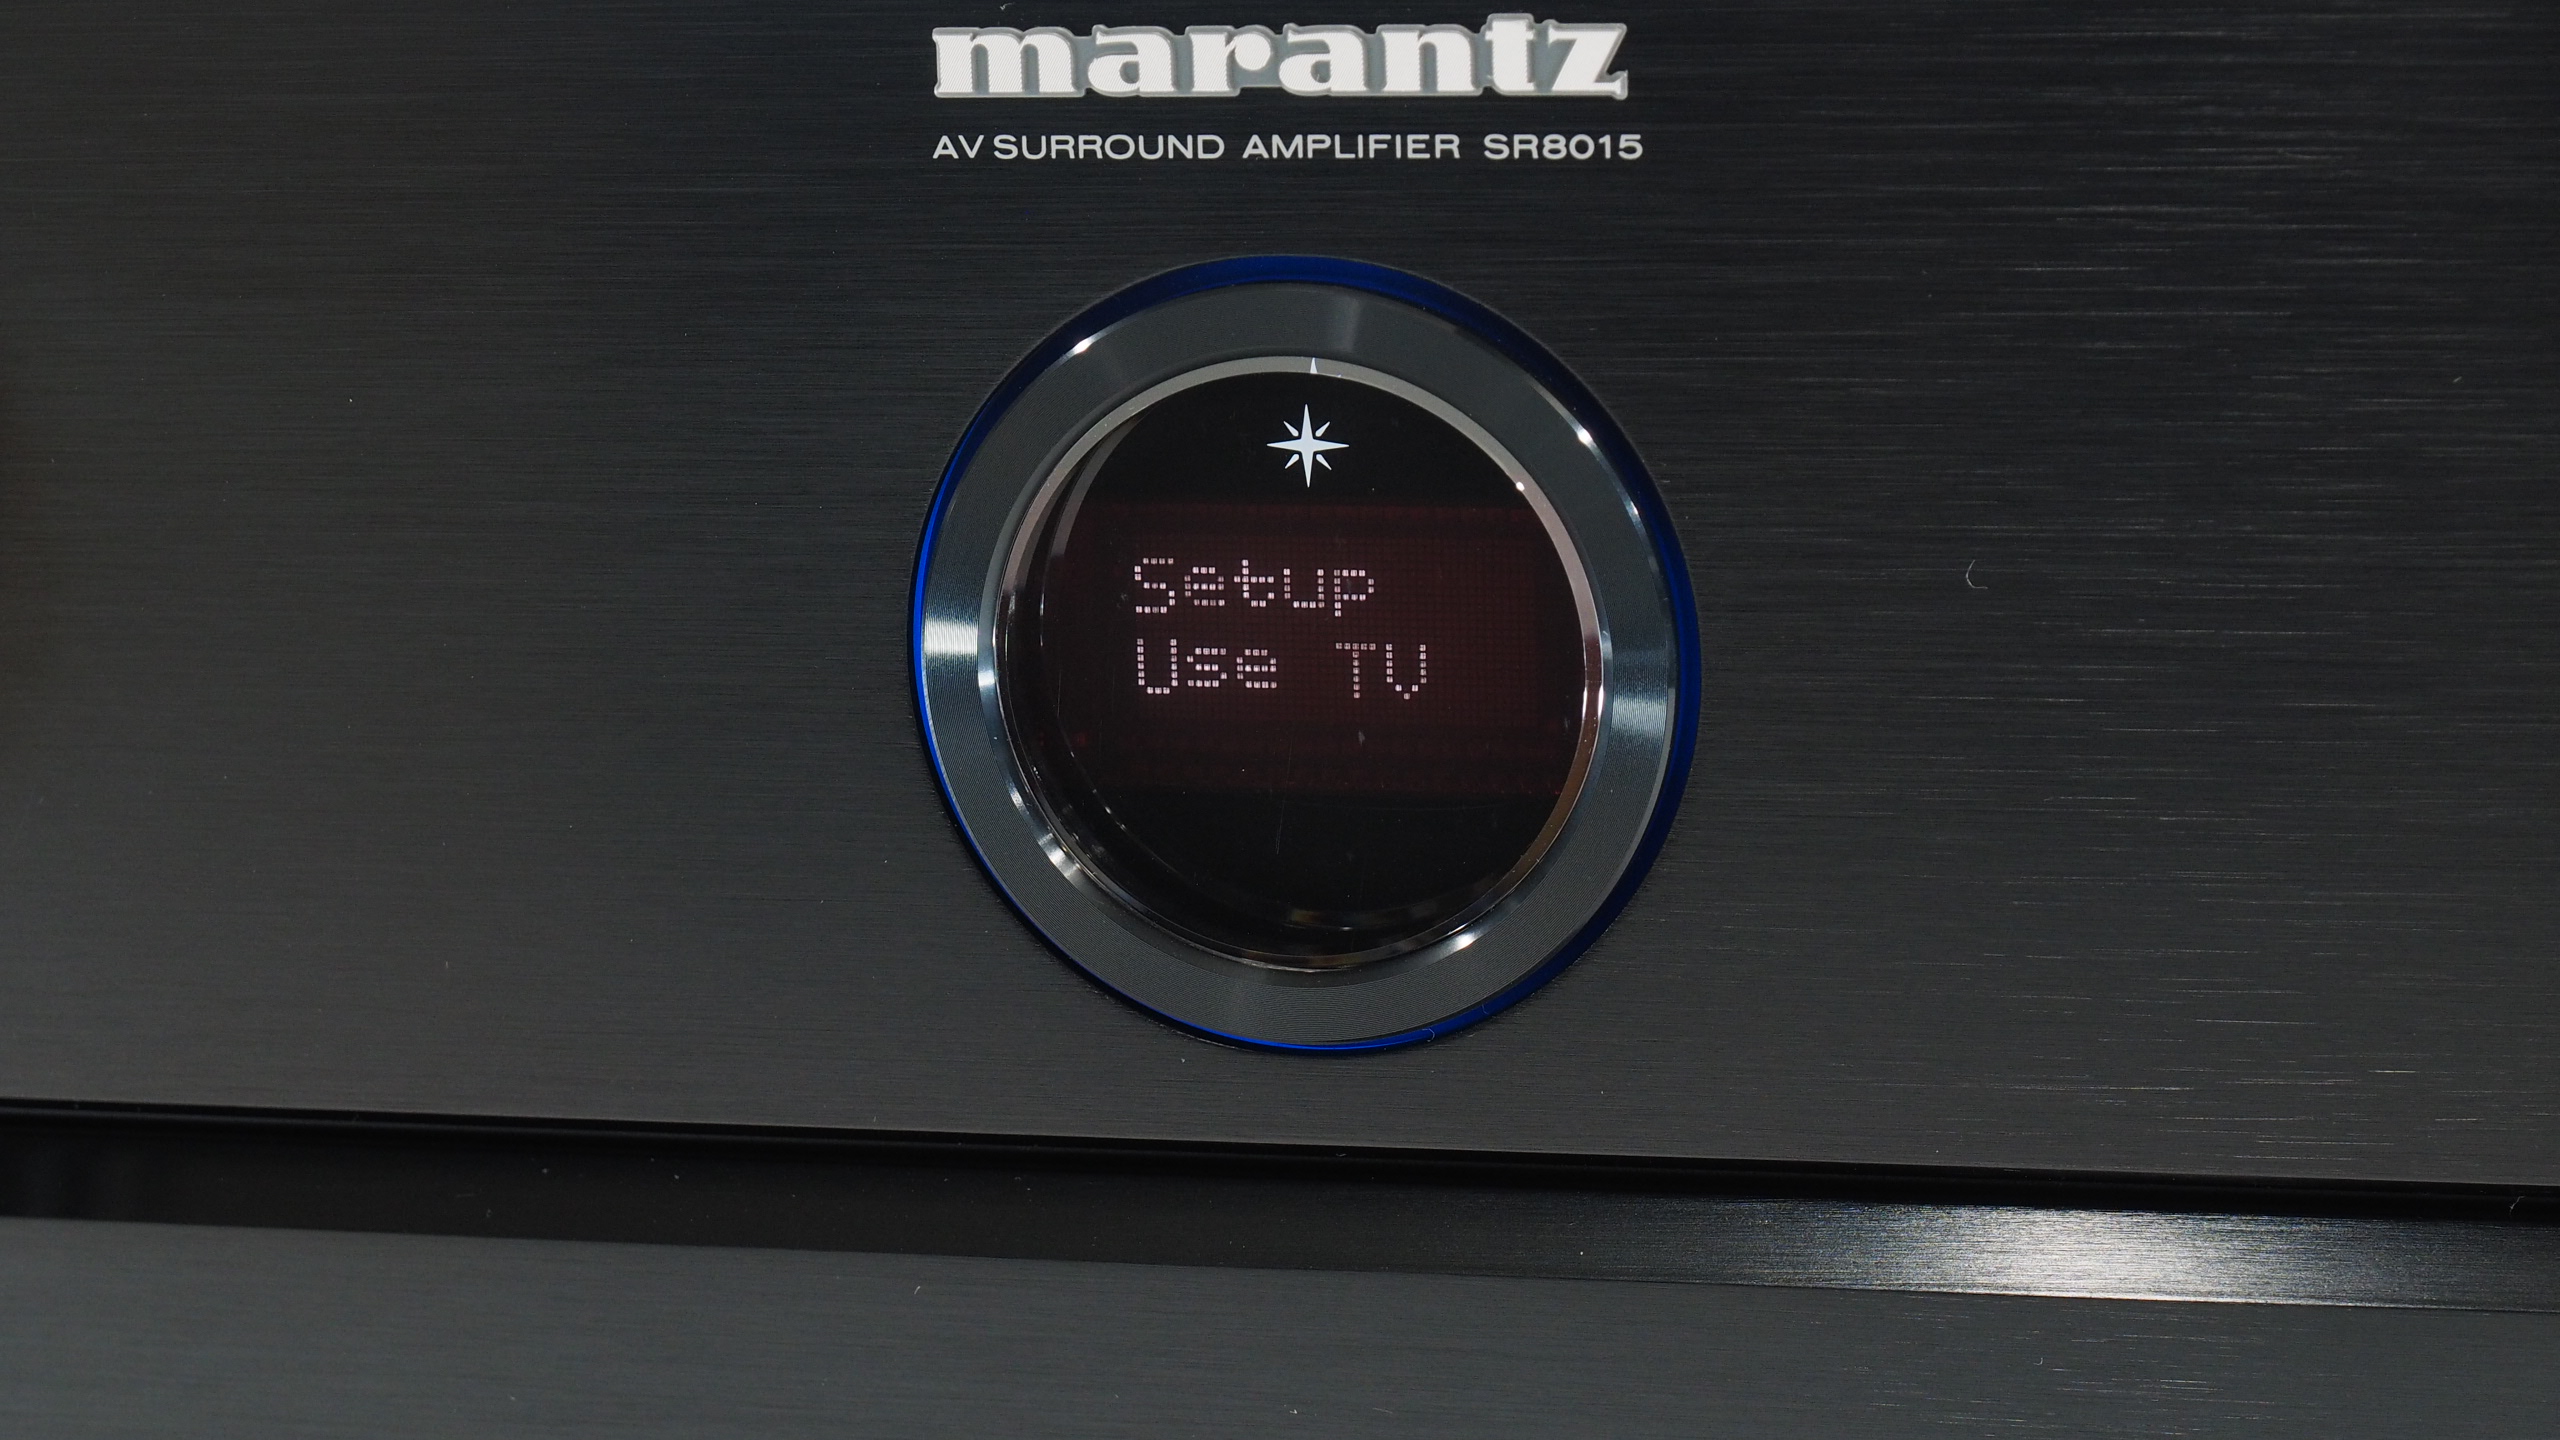 marantz
AV SURROUND AMPLIFIER SR8015
Setup
Use TV